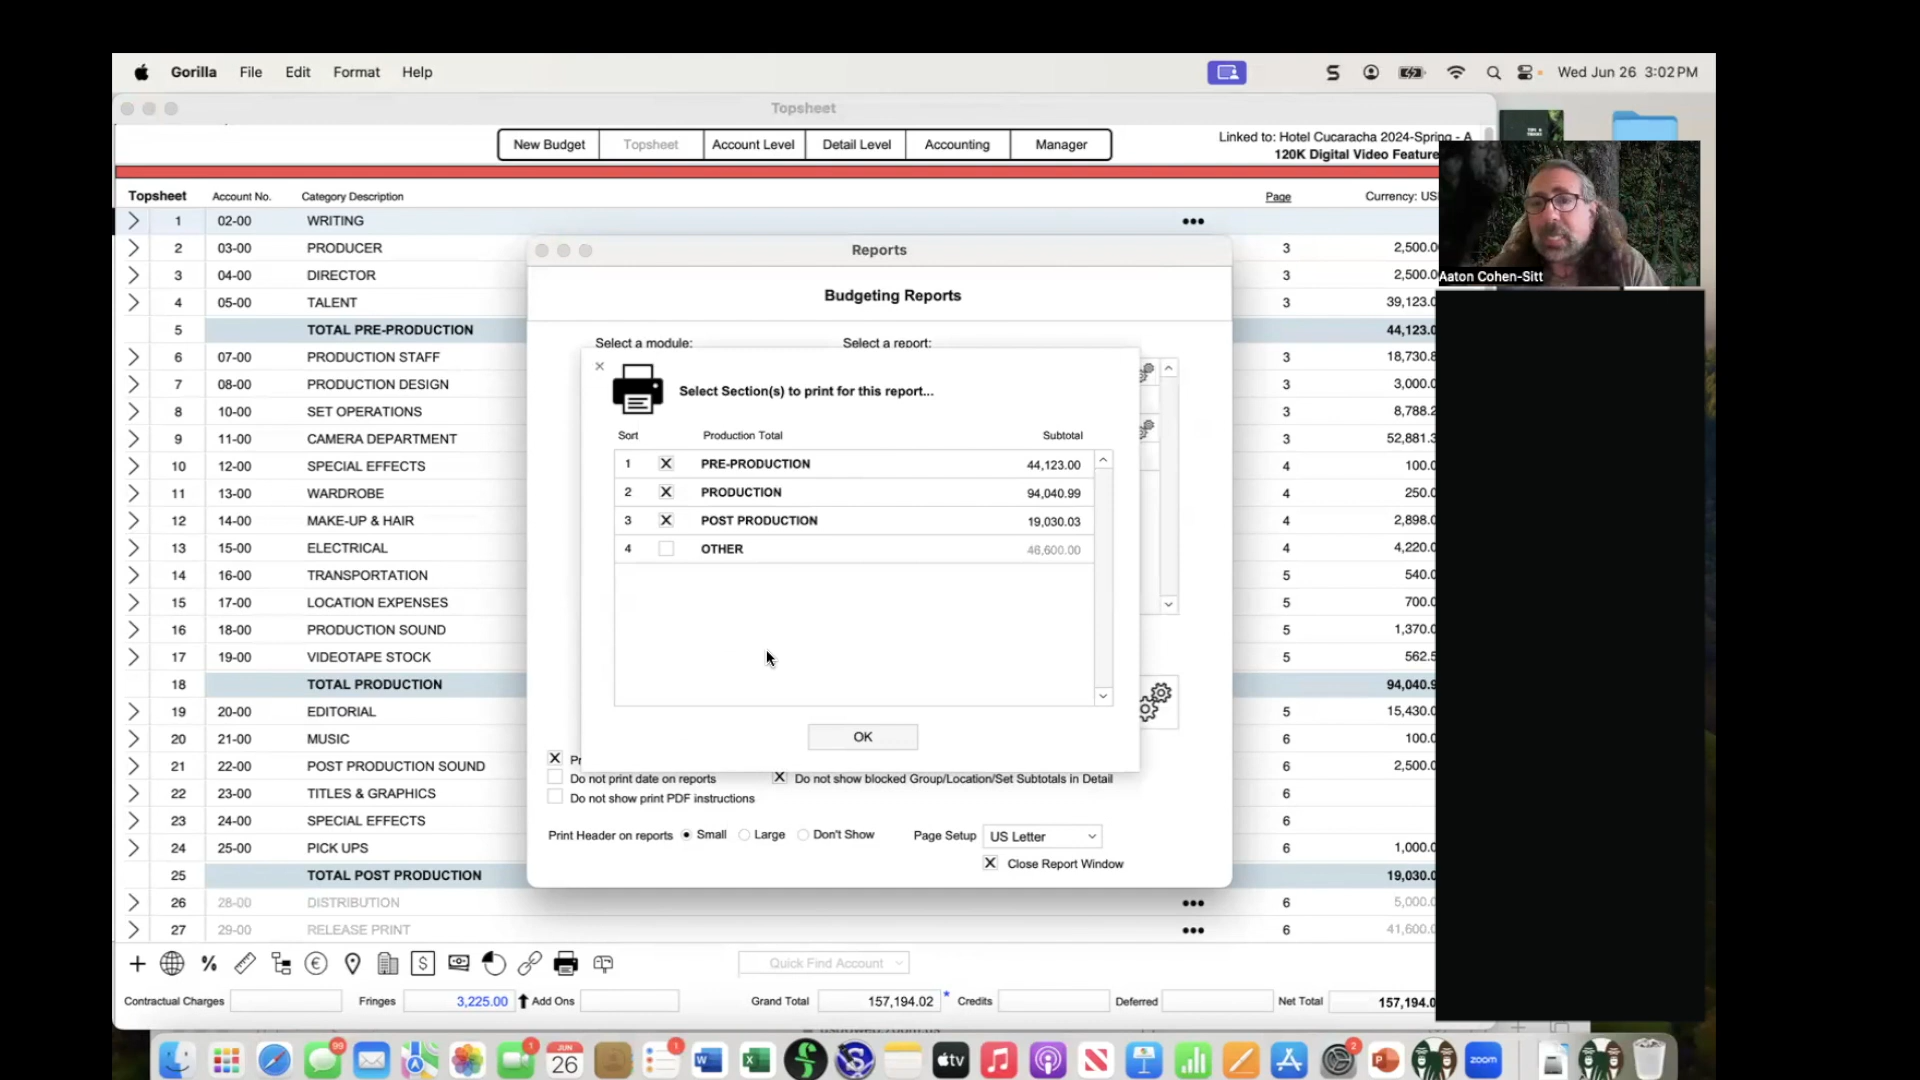 Gorilla File Edit Format Help Wed Jun 26 3:02 PM
Topsheet
New Budget Topsheet Account Level Detail Level Accounting Manager
Linked to: Hotel Cucaracha 2024-Spring - A
120K Digital Video Feature
Topsheet Account No. Category Description Page Currency: US
1 02-00 WRITING •••
2 03-00 PRODUCER 3 2,500.0
3 04-00 DIRECTOR 3 2,500.0
4 05-00 TALENT 3 39,123.0
5 TOTAL PRE-PRODUCTION 44,123.0
6 07-00 PRODUCTION STAFF 3 18,730.8
7 08-00 PRODUCTION DESIGN 3 3,000.0
8 10-00 SET OPERATIONS 3 8,788.2
9 11-00 CAMERA DEPARTMENT 3 52,881.3
10 12-00 SPECIAL EFFECTS 4 100.0
11 13-00 WARDROBE 4 250.0
12 14-00 MAKE-UP & HAIR 4 2,898.0
13 15-00 ELECTRICAL 4 4,220.0
14 16-00 TRANSPORTATION 5 540.0
15 17-00 LOCATION EXPENSES 5 700.0
16 18-00 PRODUCTION SOUND 5 1,370.0
17 19-00 VIDEOTAPE STOCK 5 562.5
18 TOTAL PRODUCTION 94,040.9
19 20-00 EDITORIAL 5 15,430.0
20 21-00 MUSIC 6 100.0
21 22-00 POST PRODUCTION SOUND 6 2,500.0
22 23-00 TITLES & GRAPHICS 6
23 24-00 SPECIAL EFFECTS 6
24 25-00 PICK UPS 6 1,000.0
25 TOTAL POST PRODUCTION 19,030.0
26 28-00 DISTRIBUTION ••• 6 5,000.0
27 29-00 RELEASE PRINT ••• 6 41,600.0
Reports
Budgeting Reports
Select a module: Select a report:
Select Section(s) to print for this report...
Sort Production Total Subtotal
1 X PRE-PRODUCTION 44,123.00
2 X PRODUCTION 94,040.99
3 X POST PRODUCTION 19,030.03
4 OTHER 46,600.00
OK
X Pr
Do not print date on reports X Do not show blocked Group/Location/Set Subtotals in Detail
Do not show print PDF instructions
Print Header on reports Small Large Don't Show Page Setup US Letter
X Close Report Window
Aaton Cohen-Sitt
Quick Find Account
Contractual Charges Fringes 3,225.00 Add Ons Grand Total 157,194.02 * Credits Deferred Net Total 157,194.0
99 1 JUN 26 1 tv 2 zoom